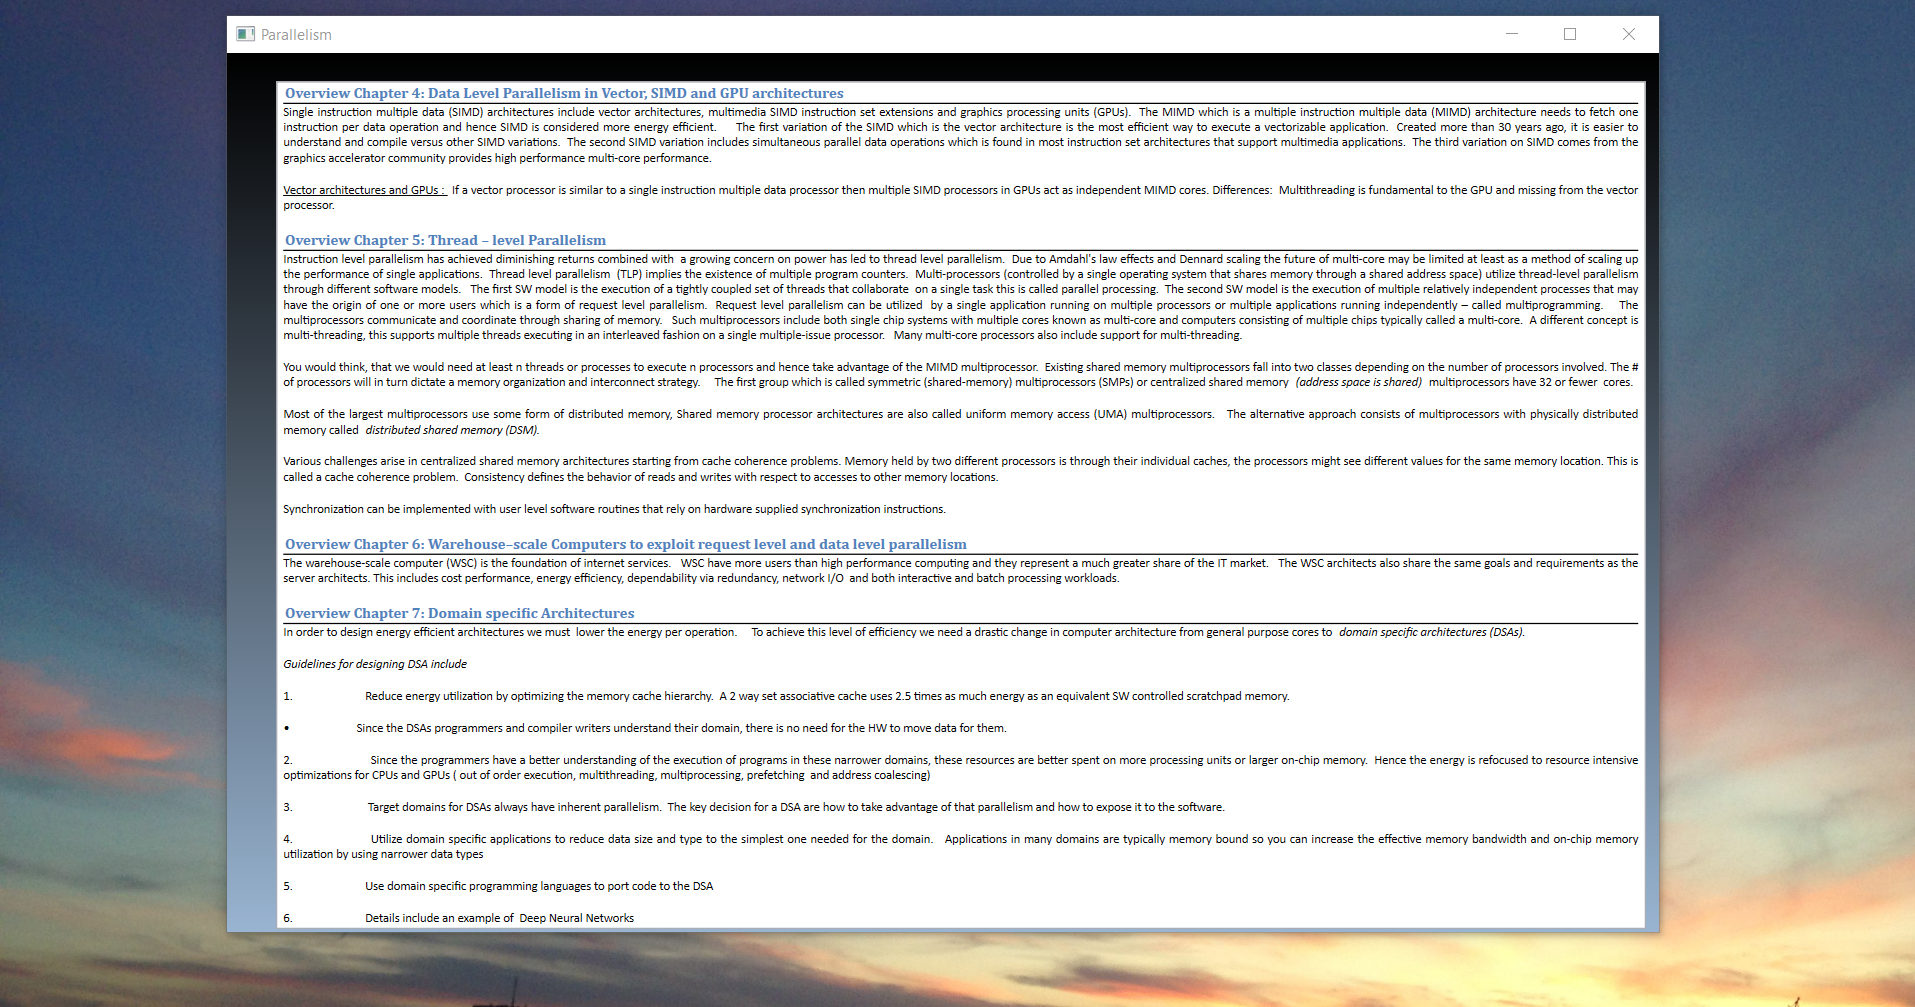 Parallelism
Overview Chapter 4: Data Level Parallelism in Vector, SIMD and GPU architectures
Single instruction multiple data (SIMD) architectures include vector architectures, multimedia SIMD instruction set extensions and graphics processing units (GPUs). The MIMD which is a multiple instruction multiple data (MIMD) architecture needs to fetch one
instruction per data operation and hence SIMD is considered more energy efficient. The first variation of the SIMD which is the vector architecture is the most efficient way to execute a vectorizable application. Created more than 30 years ago, it is easier to
understand and compile versus other SIMD variations. The second SIMD variation includes simultaneous parallel data operations which is found in most instruction set architectures that support multimedia applications. The third variation on SIMD comes from the
graphics accelerator community provides high performance multi-core performance.
Vector architectures and GPUs : If a vector processor is similar to a single instruction multiple data processor then multiple SIMD processors in GPUs act as independent MIMD cores. Differences: Multithreading is fundamental to the GPU and missing from the vector
processor.
Overview Chapter 5: Thread – level Parallelism
Instruction level parallelism has achieved diminishing returns combined with a growing concern on power has led to thread level parallelism. Due to Amdahl's law effects and Dennard scaling the future of multi-core may be limited at least as a method of scaling up
the performance of single applications. Thread level parallelism (TLP) implies the existence of multiple program counters. Multi-processors (controlled by a single operating system that shares memory through a shared address space) utilize thread-level parallelism
through different software models. The first SW model is the execution of a tightly coupled set of threads that collaborate on a single task this is called parallel processing. The second SW model is the execution of multiple relatively independent processes that may
have the origin of one or more users which is a form of request level parallelism. Request level parallelism can be utilized by a single application running on multiple processors or multiple applications running independently – called multiprogramming. The
multiprocessors communicate and coordinate through sharing of memory. Such multiprocessors include both single chip systems with multiple cores known as multi-core and computers consisting of multiple chips typically called a multi-core. A different concept is
multi-threading, this supports multiple threads executing in an interleaved fashion on a single multiple-issue processor. Many multi-core processors also include support for multi-threading.
You would think, that we would need at least n threads or processes to execute n processors and hence take advantage of the MIMD multiprocessor. Existing shared memory multiprocessors fall into two classes depending on the number of processors involved. The #
of processors will in turn dictate a memory organization and interconnect strategy. The first group which is called symmetric (shared-memory) multiprocessors (SMPs) or centralized shared memory (address space is shared) multiprocessors have 32 or fewer cores.
Most of the largest multiprocessors use some form of distributed memory, Shared memory processor architectures are also called uniform memory access (UMA) multiprocessors. The alternative approach consists of multiprocessors with physically distributed
memory called distributed shared memory (DSM).
Various challenges arise in centralized shared memory architectures starting from cache coherence problems. Memory held by two different processors is through their individual caches, the processors might see different values for the same memory location. This is
called a cache coherence problem. Consistency defines the behavior of reads and writes with respect to accesses to other memory locations.
Synchronization can be implemented with user level software routines that rely on hardware supplied synchronization instructions.
Overview Chapter 6: Warehouse–scale Computers to exploit request level and data level parallelism
The warehouse-scale computer (WSC) is the foundation of internet services. WSC have more users than high performance computing and they represent a much greater share of the IT market. The WSC architects also share the same goals and requirements as the
server architects. This includes cost performance, energy efficiency, dependability via redundancy, network I/O and both interactive and batch processing workloads.
Overview Chapter 7: Domain specific Architectures
In order to design energy efficient architectures we must lower the energy per operation. To achieve this level of efficiency we need a drastic change in computer architecture from general purpose cores to domain specific architectures (DSAs).
Guidelines for designing DSA include
1. Reduce energy utilization by optimizing the memory cache hierarchy. A 2 way set associative cache uses 2.5 times as much energy as an equivalent SW controlled scratchpad memory.
• Since the DSAs programmers and compiler writers understand their domain, there is no need for the HW to move data for them.
2. Since the programmers have a better understanding of the execution of programs in these narrower domains, these resources are better spent on more processing units or larger on-chip memory. Hence the energy is refocused to resource intensive
optimizations for CPUs and GPUs ( out of order execution, multithreading, multiprocessing, prefetching and address coalescing)
3. Target domains for DSAs always have inherent parallelism. The key decision for a DSA are how to take advantage of that parallelism and how to expose it to the software.
4. Utilize domain specific applications to reduce data size and type to the simplest one needed for the domain. Applications in many domains are typically memory bound so you can increase the effective memory bandwidth and on-chip memory
utilization by using narrower data types
5. Use domain specific programming languages to port code to the DSA
6. Details include an example of Deep Neural Networks